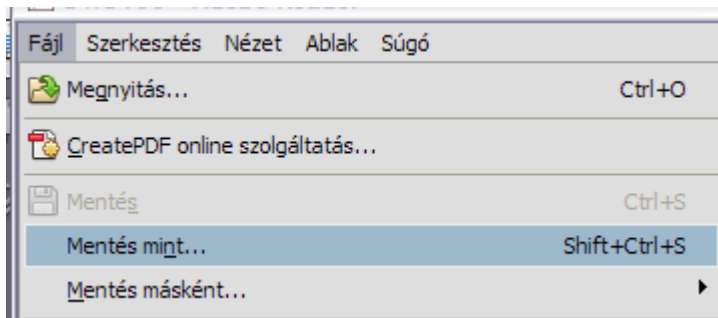 Fájl Szerkesztés Nézet Ablak Súgó
Megnyitás... Ctrl+O
CreatePDF online szolgáltatás...
Mentés Ctrl+S
Mentés mint... Shift+Ctrl+S
Mentés másként...